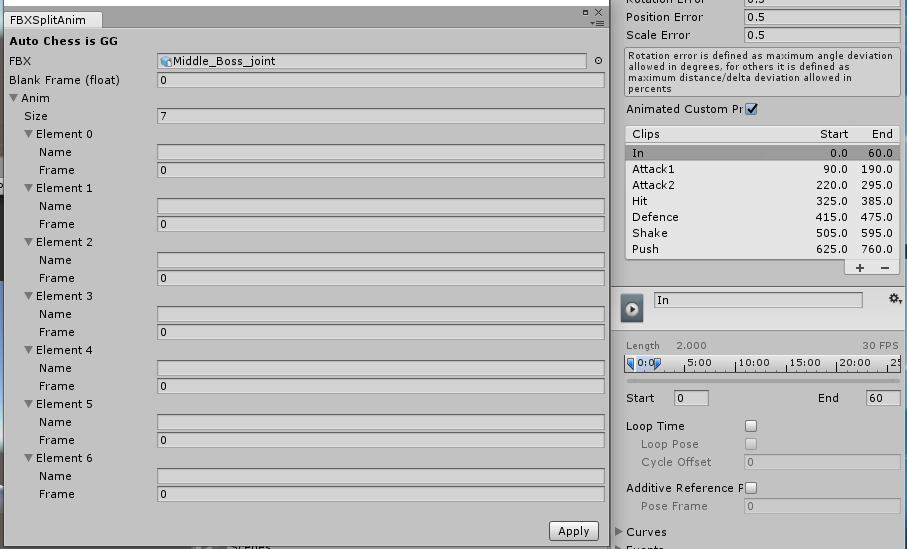 FBXSplitAnim
Auto Chess is GG
FBX Middle_Boss_joint
Blank Frame (float) 0
Anim
Size 7
Element 0
Name
Frame 0
Element 1
Name
Frame 0
Element 2
Name
Frame 0
Element 3
Name
Frame 0
Element 4
Name
Frame 0
Element 5
Name
Frame 0
Element 6
Name
Frame 0
Apply
Rotation Error 0.5
Position Error 0.5
Scale Error 0.5
Rotation error is defined as maximum angle deviation
allowed in degrees, for others it is defined as
maximum distance/delta deviation allowed in
percents
Animated Custom Pr
Clips Start End
In 0.0 60.0
Attack1 90.0 190.0
Attack2 220.0 295.0
Hit 325.0 385.0
Defence 415.0 475.0
Shake 505.0 595.0
Push 625.0 760.0
+ −
In
Length 2.000 30 FPS
0:00 5:00 10:00 15:00 20:00 25
Start 0 End 60
Loop Time
Loop Pose
Cycle Offset 0
Additive Reference P
Pose Frame 0
Curves
Events
Scenes